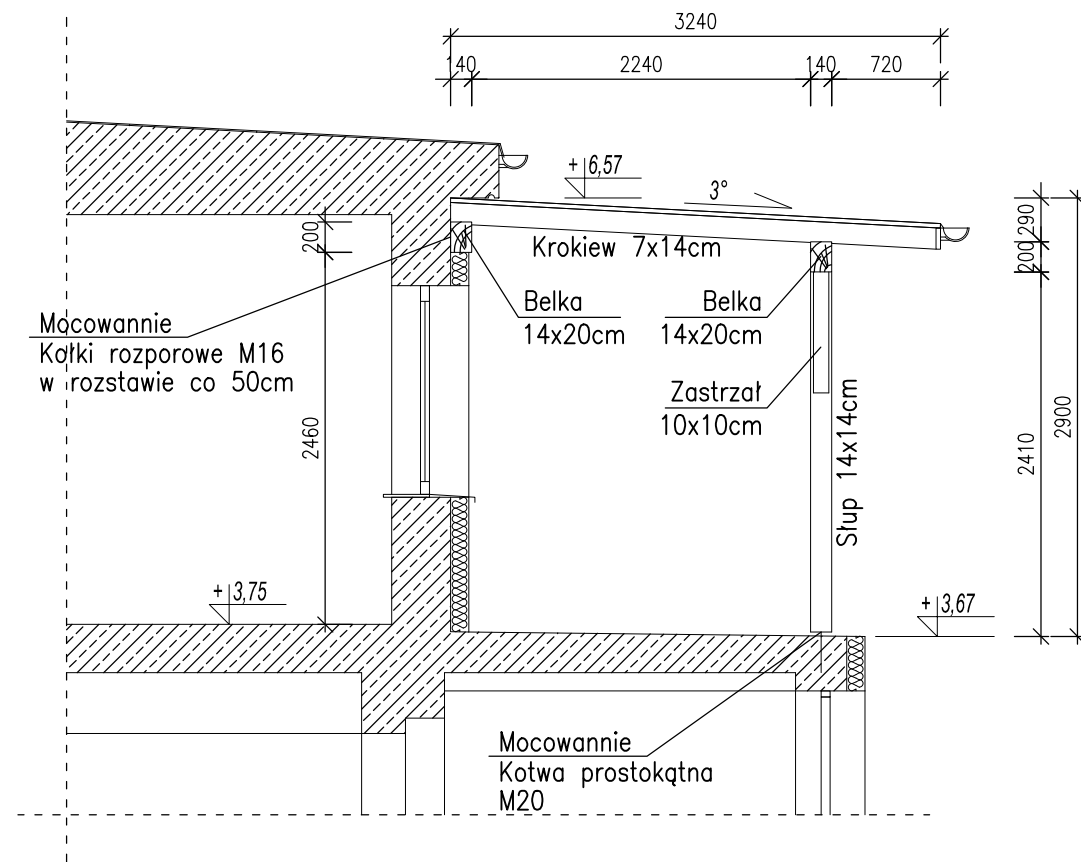 3240
140
2240
140
720
+ 6,57
3°
290
200
200
Krokiew 7x14cm
Belka
14x20cm
Belka
14x20cm
Mocowannie
Kołki rozporowe M16
w rozstawie co 50cm
Zastrzał
10x10cm
2460
Słup 14x14cm
2410
2900
+ 3,75
+ 3,67
Mocowannie
Kotwa prostokątna
M20